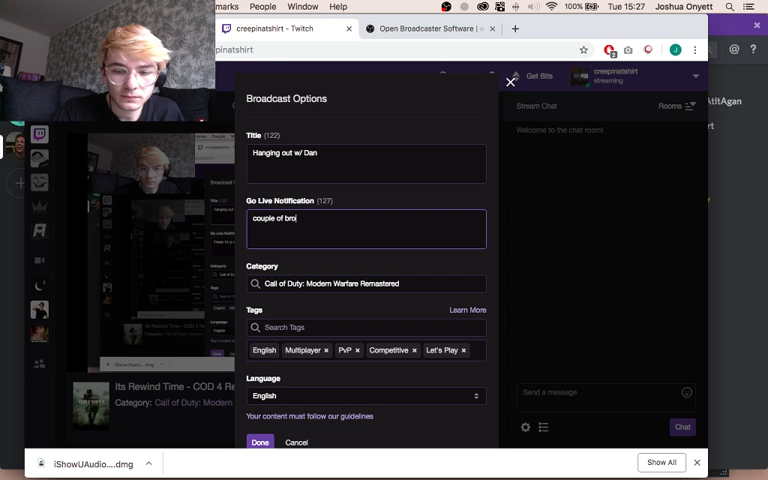 marks People Window Help
100%
Tue 15:27 Joshua Onyett
creepinatshirt - Twitch
Open Broadcaster Software |
pinatshirt
2
J
Get Bits
creepinatshirt
streaming
Broadcast Options
Stream Chat
Rooms
Welcome to the chat room!
Title (122)
Hanging out w/ Dan
Go Live Notification (127)
couple of bro
Category
Call of Duty: Modern Warfare Remastered
Tags
Learn More
Search Tags
English
Multiplayer ×
PvP ×
Competitive ×
Let's Play ×
Language
English
Your content must follow our guidelines
Done
Cancel
Its Rewind Time - COD 4 Re
Category: Call of Duty: Modern
Send a message
Chat
iShowUAudio....dmg
Show All